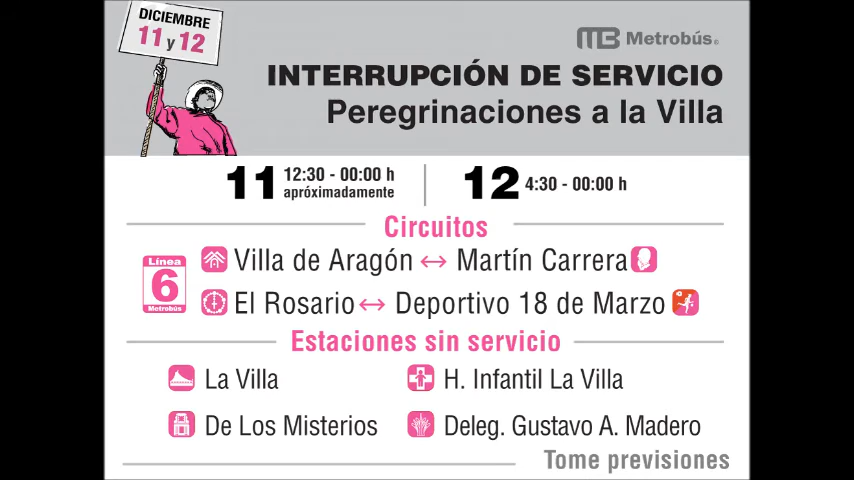 DICIEMBRE
11 y 12
MB Metrobús©
INTERRUPCIÓN DE SERVICIO
Peregrinaciones a la Villa
11 12:30 - 00:00 h
apróximadamente
12 4:30 - 00:00 h
Circuitos
Línea
6
Metrobús
Villa de Aragón ↔ Martín Carrera
El Rosario ↔ Deportivo 18 de Marzo
Estaciones sin servicio
La Villa
H. Infantil La Villa
De Los Misterios
Deleg. Gustavo A. Madero
Tome previsiones